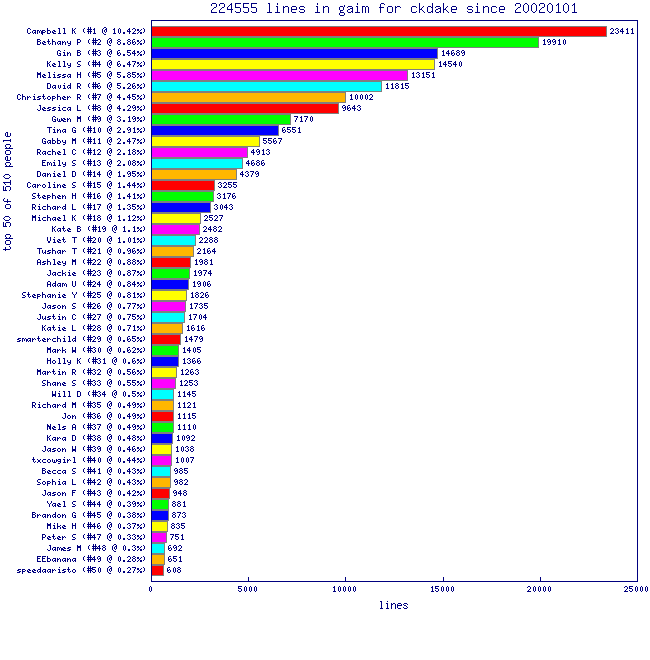 224555 lines in gaim for ckdake since 20020101
top 50 of 510 people
Campbell K (#1 @ 10.42%) 23411
Bethany P (#2 @ 8.86%) 19910
Gin B (#3 @ 6.54%) 14689
Kelly S (#4 @ 6.47%) 14540
Melissa H (#5 @ 5.85%) 13151
David R (#6 @ 5.26%) 11815
Christopher R (#7 @ 4.45%) 10002
Jessica L (#8 @ 4.29%) 9643
Gwen M (#9 @ 3.19%) 7170
Tina G (#10 @ 2.91%) 6551
Gabby M (#11 @ 2.47%) 5567
Rachel C (#12 @ 2.18%) 4913
Emily S (#13 @ 2.08%) 4686
Daniel D (#14 @ 1.95%) 4379
Caroline S (#15 @ 1.44%) 3255
Stephen H (#16 @ 1.41%) 3176
Richard L (#17 @ 1.35%) 3043
Michael K (#18 @ 1.12%) 2527
Kate B (#19 @ 1.1%) 2482
Viet T (#20 @ 1.01%) 2288
Tushar T (#21 @ 0.96%) 2164
Ashley M (#22 @ 0.88%) 1981
Jackie (#23 @ 0.87%) 1974
Adam V (#24 @ 0.84%) 1906
Stephanie Y (#25 @ 0.81%) 1826
Jason S (#26 @ 0.77%) 1735
Justin C (#27 @ 0.75%) 1704
Katie L (#28 @ 0.71%) 1616
smarterchild (#29 @ 0.65%) 1479
Mark W (#30 @ 0.62%) 1405
Holly K (#31 @ 0.6%) 1366
Martin R (#32 @ 0.56%) 1263
Shane S (#33 @ 0.55%) 1253
Will D (#34 @ 0.5%) 1145
Richard M (#35 @ 0.49%) 1121
Jon (#36 @ 0.49%) 1115
Nels A (#37 @ 0.49%) 1110
Kara D (#38 @ 0.48%) 1092
Jason W (#39 @ 0.46%) 1038
txcowgirl (#40 @ 0.44%) 1007
Becca S (#41 @ 0.43%) 985
Sophia L (#42 @ 0.43%) 982
Jason F (#43 @ 0.42%) 948
Yael S (#44 @ 0.39%) 881
Brandon G (#45 @ 0.38%) 873
Mike H (#46 @ 0.37%) 835
Peter S (#47 @ 0.33%) 751
James M (#48 @ 0.3%) 692
EEbanana (#49 @ 0.28%) 651
speedaaristo (#50 @ 0.27%) 608
0 5000 10000 15000 20000 25000
lines